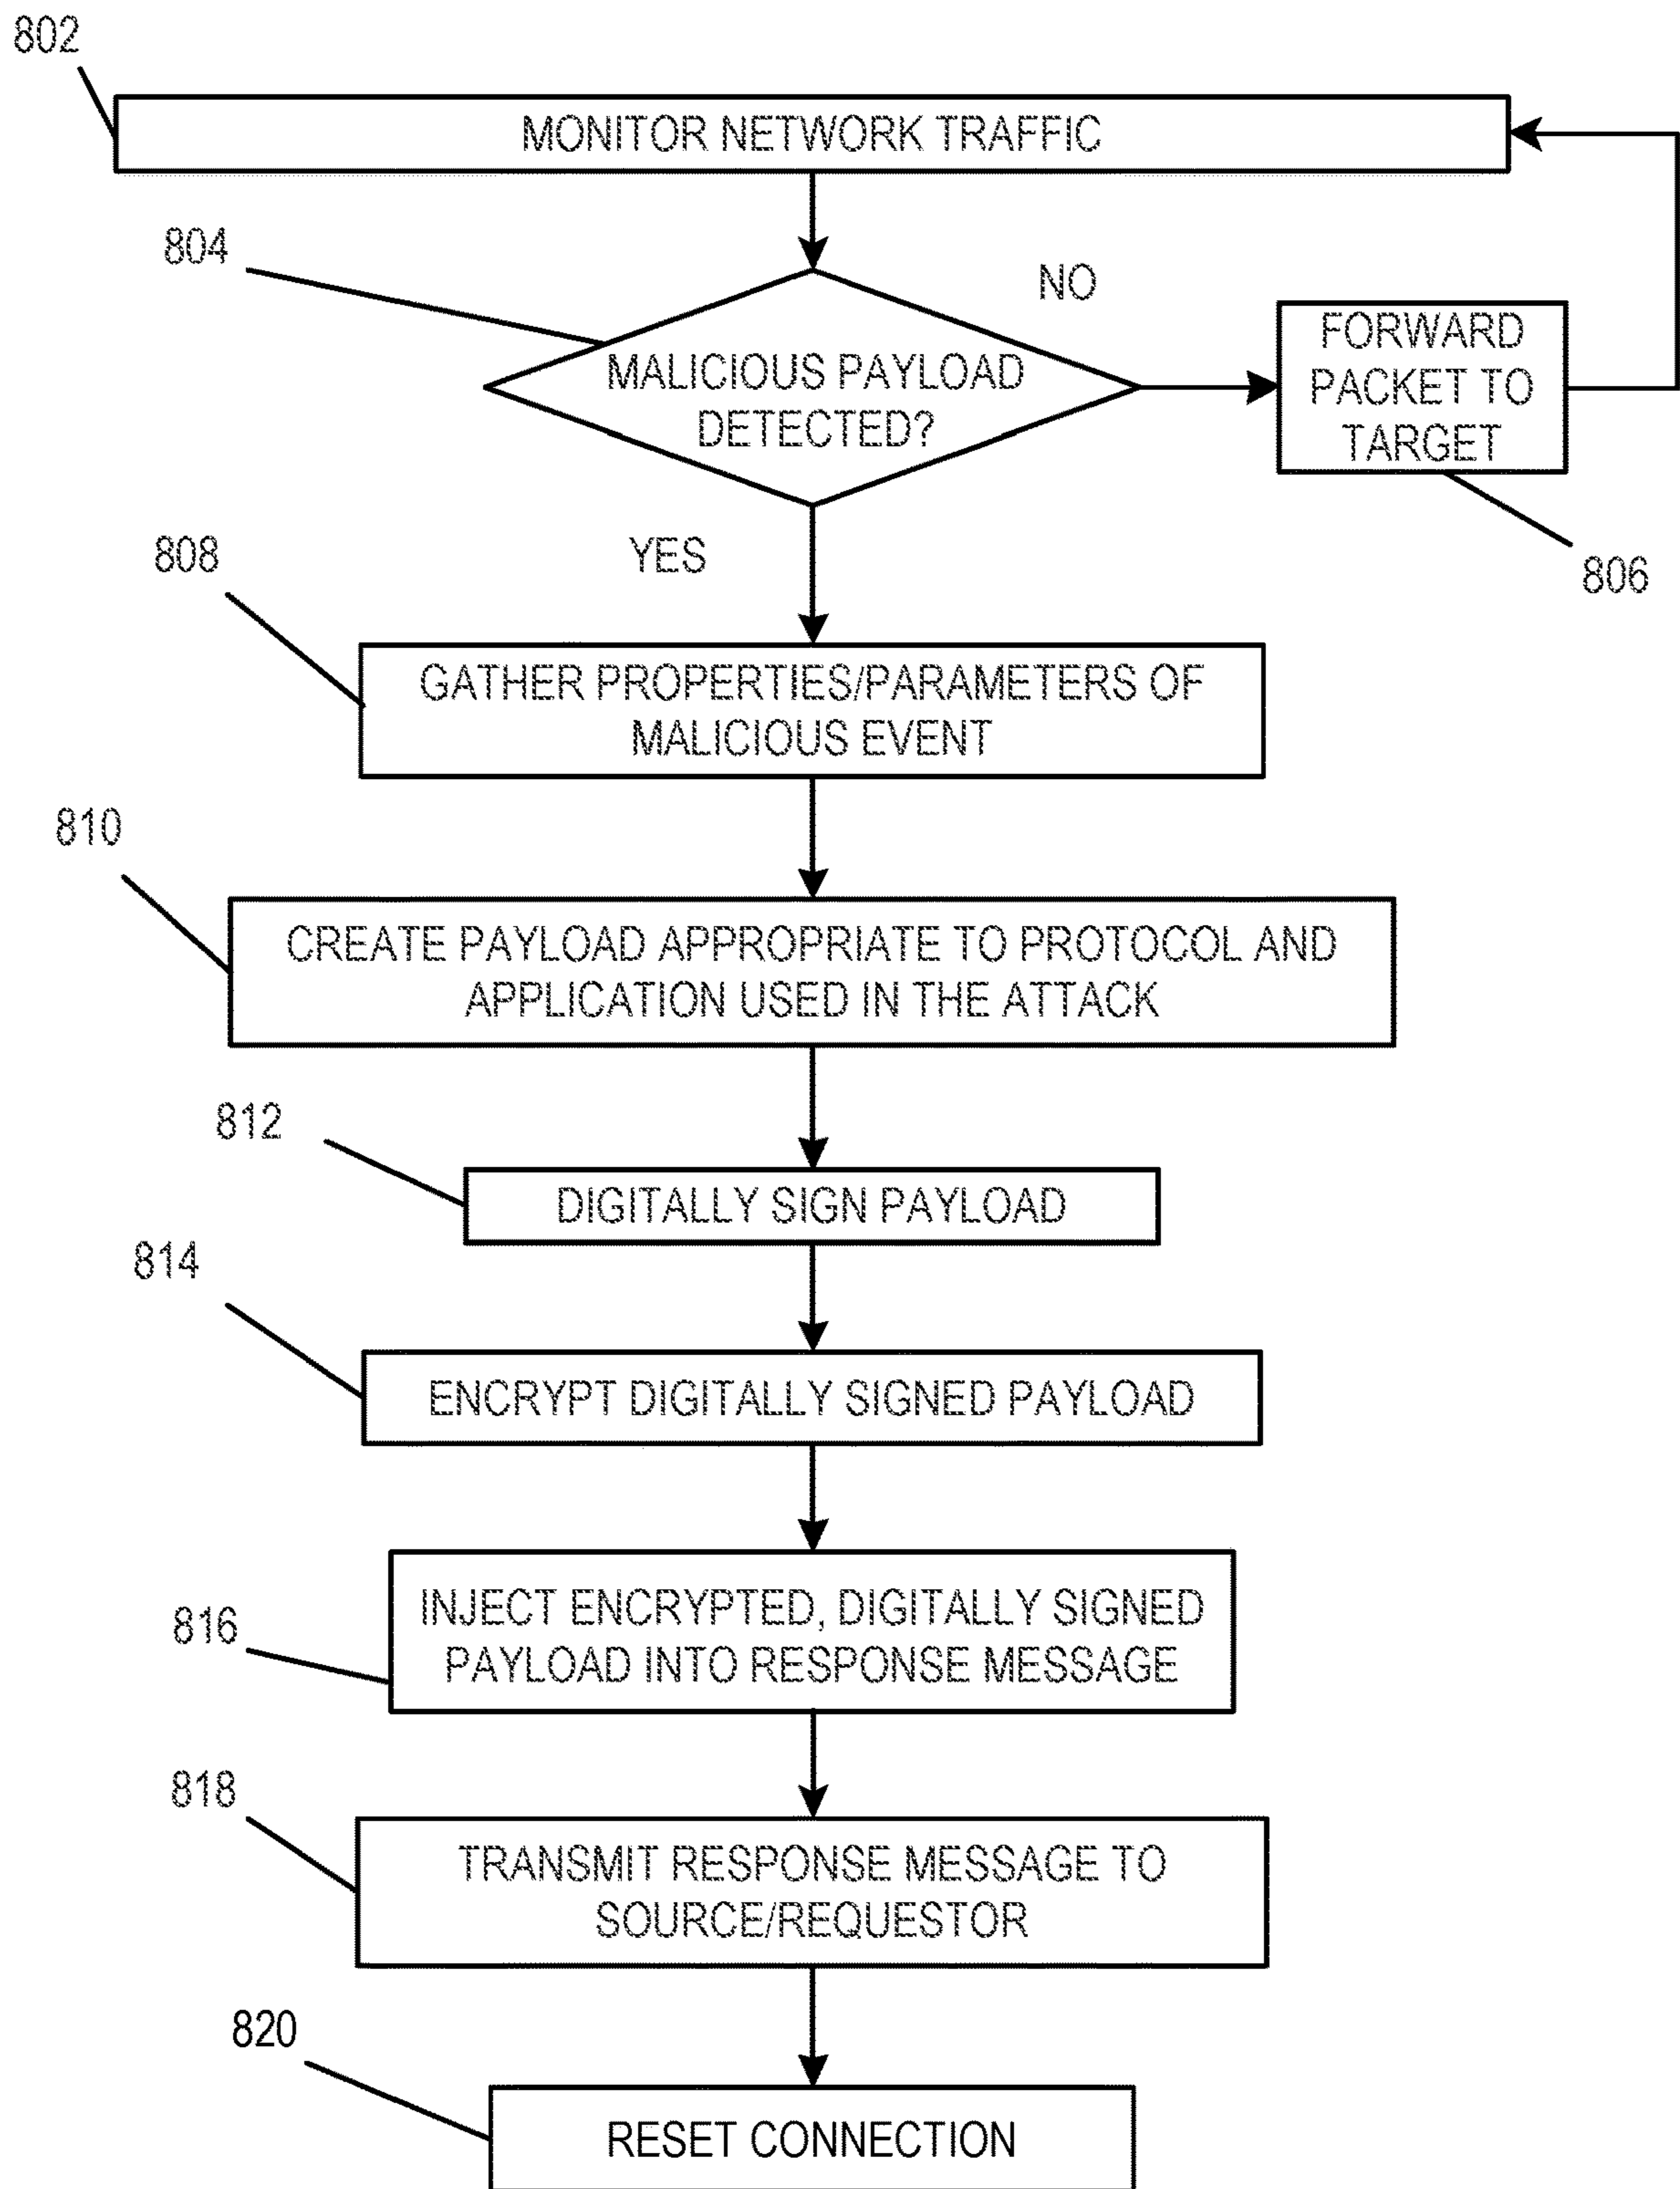 802
MONITOR NETWORK TRAFFIC
804
NO
MALICIOUS PAYLOAD
DETECTED?
FORWARD
PACKET TO
TARGET
806
YES
808
GATHER PROPERTIES/PARAMETERS OF
MALICIOUS EVENT
810
CREATE PAYLOAD APPROPRIATE TO PROTOCOL AND
APPLICATION USED IN THE ATTACK
812
DIGITALLY SIGN PAYLOAD
814
ENCRYPT DIGITALLY SIGNED PAYLOAD
816
INJECT ENCRYPTED, DIGITALLY SIGNED
PAYLOAD INTO RESPONSE MESSAGE
818
TRANSMIT RESPONSE MESSAGE TO
SOURCE/REQUESTOR
820
RESET CONNECTION